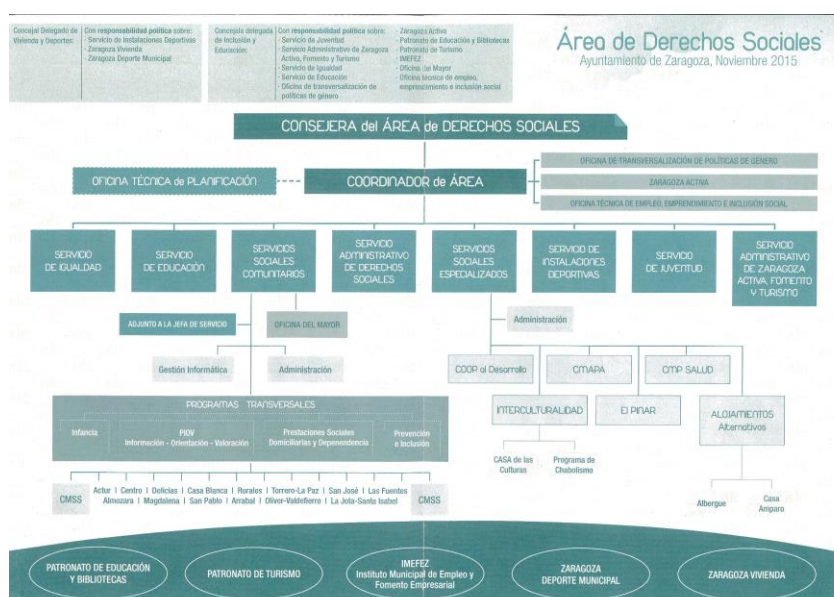 Concejal Delegado de
Vivienda y Deportes:
Con responsabilidad política sobre:
- Servicio de Instalaciones Deportivas
- Zaragoza Vivienda
- Zaragoza Deporte Municipal
Concejala delegada
de Inclusión y
Educación:
Con responsabilidad política sobre:
- Servicio de Juventud
- Servicio Administrativo de Zaragoza
Activa, Fomento y Turismo
- Servicio de Igualdad
- Servicio de Educación
- Oficina de transversalización de
políticas de género
- Zaragoza Activa
- Patronato de Educación y Bibliotecas
- Patronato de Turismo
- IMEFEZ
- Oficina del Mayor
- Oficina técnica de empleo,
emprendimiento e inclusión social
Área de Derechos Sociales
Ayuntamiento de Zaragoza, Noviembre 2015
CONSEJERA del ÁREA de DERECHOS SOCIALES
OFICINA TÉCNICA de PLANIFICACIÓN
COORDINADOR de ÁREA
OFICINA DE TRANSVERSALIZACIÓN DE POLÍTICAS DE GÉNERO
ZARAGOZA ACTIVA
OFICINA TÉCNICA DE EMPLEO, EMPRENDIMIENTO E INCLUSIÓN SOCIAL
SERVICIO
DE IGUALDAD
SERVICIO
DE EDUCACIÓN
SERVICIOS
SOCIALES
COMUNITARIOS
SERVICIO
ADMINISTRATIVO
DE DERECHOS
SOCIALES
SERVICIOS
SOCIALES
ESPECIALIZADOS
SERVICIO DE
INSTALACIONES
DEPORTIVAS
SERVICIO
DE JUVENTUD
SERVICIO
ADMINISTRATIVO
DE ZARAGOZA
ACTIVA, FOMENTO
Y TURISMO
ADJUNTO A LA JEFA DE SERVICIO
OFICINA DEL MAYOR
Administración
Gestión Informática
Administración
COOP al Desarrollo
CMAPA
CMP SALUD
PROGRAMAS TRANSVERSALES
Infancia
PIOV
Información - Orientación - Valoración
Prestaciones Sociales
Domiciliarias y Dependendencia
Prevención
e Inclusión
INTERCULTURALIDAD
El PINAR
ALOJAMIENTOS
Alternativos
CASA de las
Culturas
Programa de
Chabolismo
CMSS
Actur | Centro | Delicias | Casa Blanca | Rurales | Torrero-La Paz | San José | Las Fuentes
Almozara | Magdalena | San Pablo | Arrabal | Oliver-Valdefierro | La Jota-Santa Isabel
CMSS
Albergue
Casa
Amparo
PATRONATO DE EDUCACIÓN
Y BIBLIOTECAS
PATRONATO DE TURISMO
IMEFEZ
Instituto Municipal de Empleo y
Fomento Empresarial
ZARAGOZA
DEPORTE MUNICIPAL
ZARAGOZA VIVIENDA